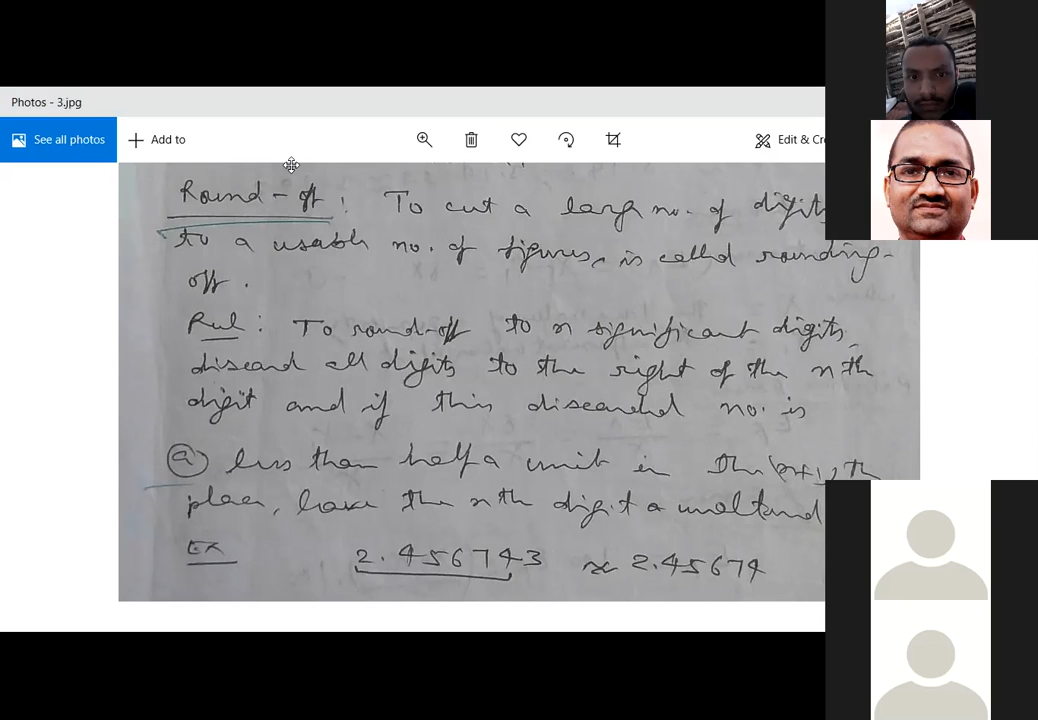 Photos - 3.jpg
See all photos
Add to
Edit & Cr
Round-off : To cut a large no. of digits
to a usable no. of figures, is called rounding-
off.
Rul : To round-off to n significant digits,
discard all digits to the right of the nth
digit and if this discarded no. is
(a) less than half a unit in the (n+1)th
place, leave the nth digit a unaltered
Ex 2.456743 ≈ 2.45674